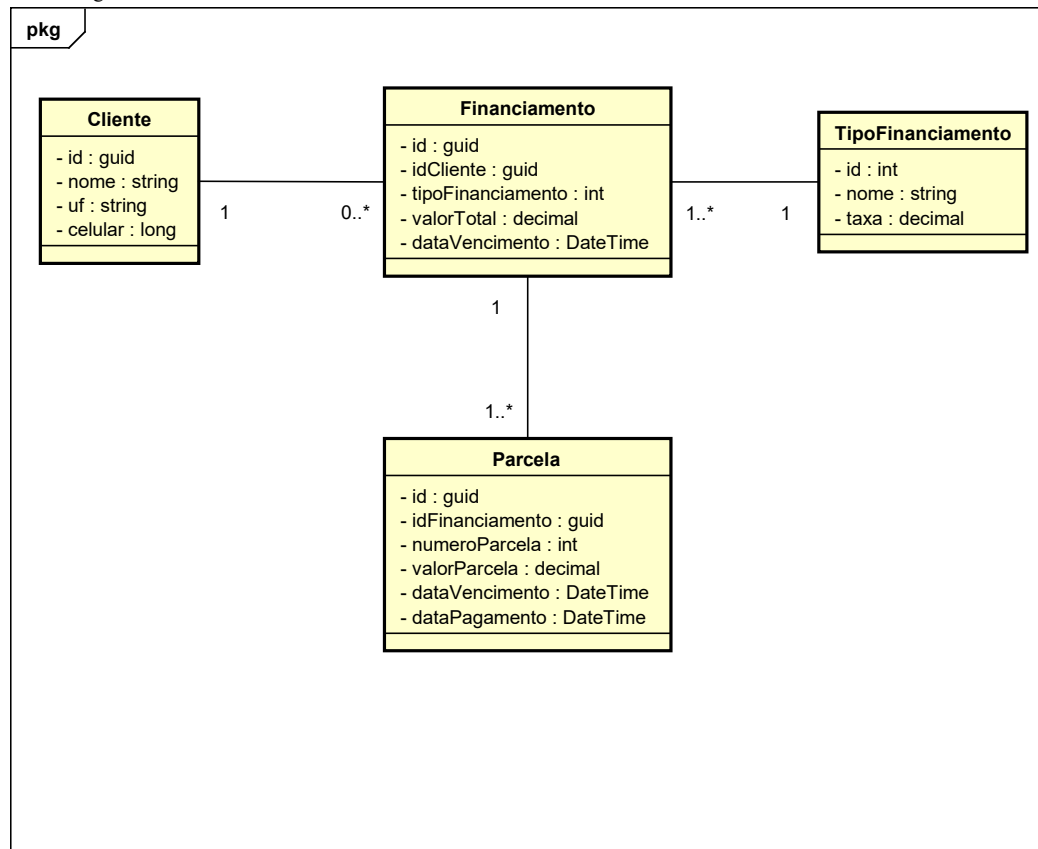 pkg
Cliente
- id : guid
- nome : string
- uf : string
- celular : long
1
0..*
Financiamento
- id : guid
- idCliente : guid
- tipoFinanciamento : int
- valorTotal : decimal
- dataVencimento : DateTime
1..*
1
TipoFinanciamento
- id : int
- nome : string
- taxa : decimal
1
1..*
Parcela
- id : guid
- idFinanciamento : guid
- numeroParcela : int
- valorParcela : decimal
- dataVencimento : DateTime
- dataPagamento : DateTime